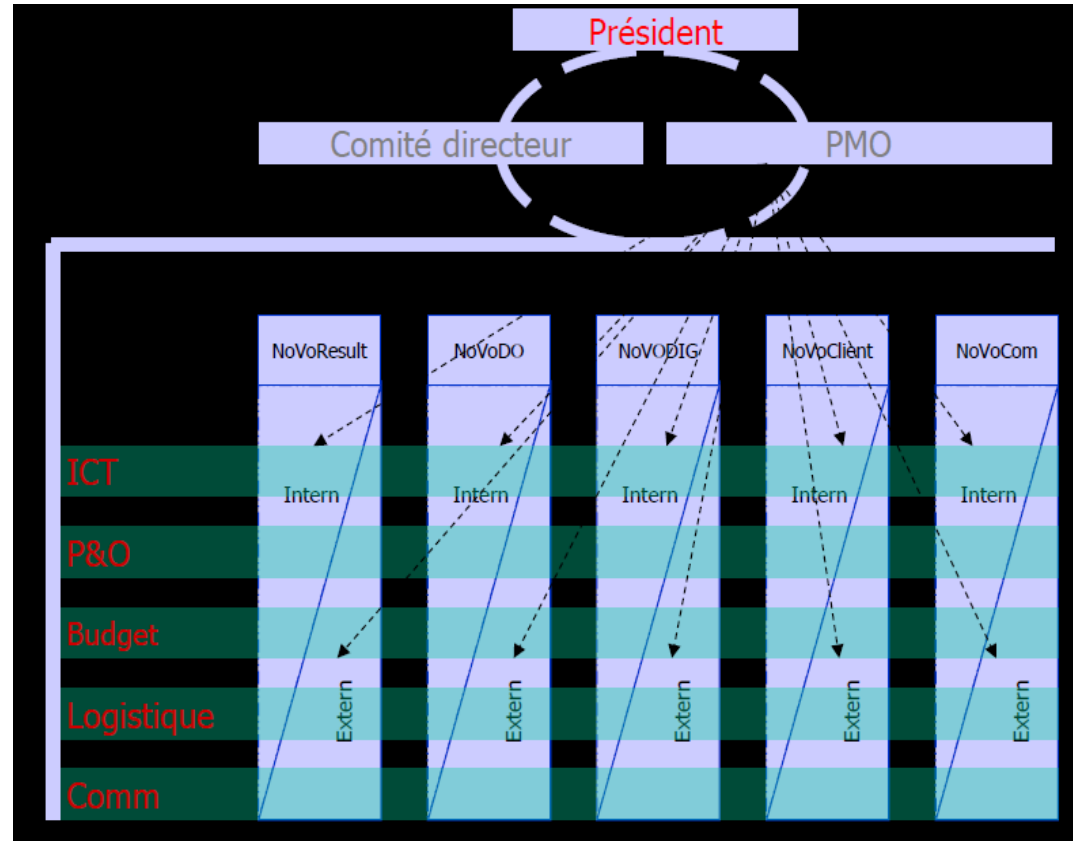 Président
Comité directeur
PMO
NoVoResult
NoVoDO
NoVODIG
NoVoClient
NoVoCom
ICT
Intern
Intern
Intern
Intern
Intern
P&O
Budget
Logistique
Extern
Extern
Extern
Extern
Extern
Comm